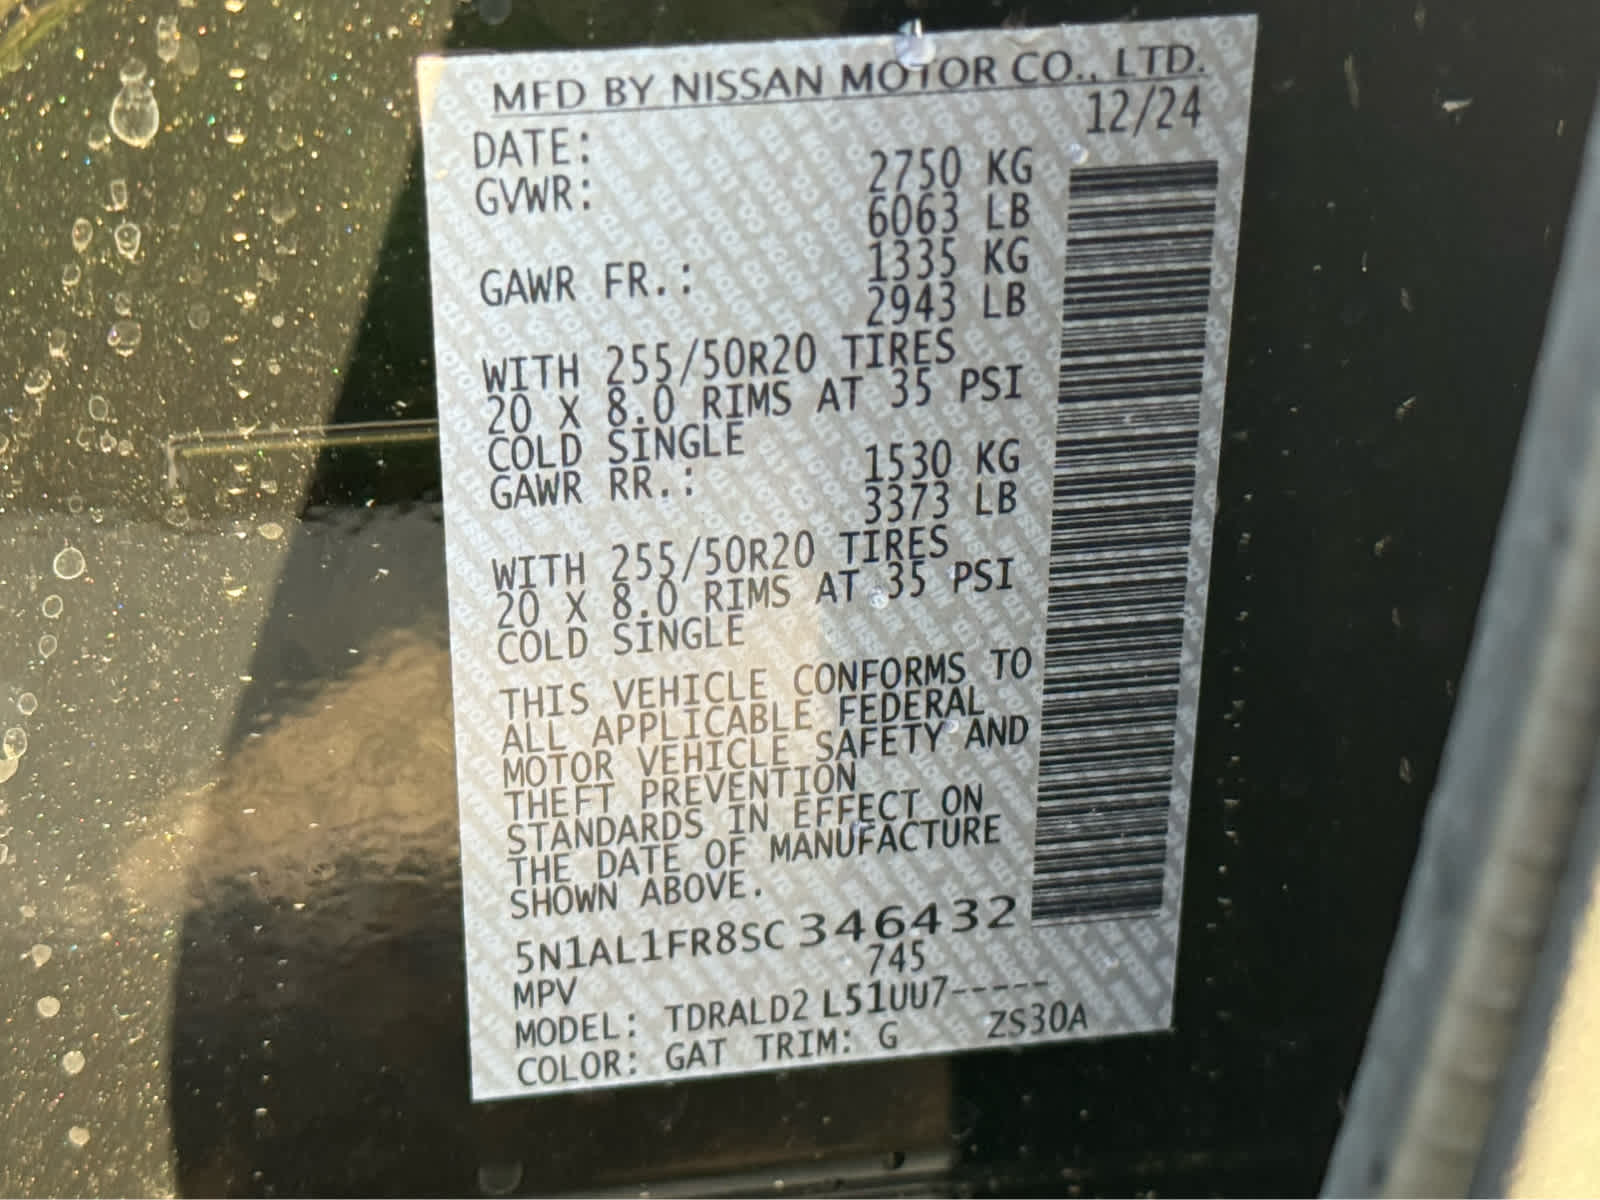 MFD BY NISSAN MOTOR CO., LTD.
DATE: 12/24
GVWR: 2750 KG
6063 LB
GAWR FR.: 1335 KG
2943 LB
WITH 255/50R20 TIRES
20 X 8.0 RIMS AT 35 PSI
COLD SINGLE
GAWR RR.: 1530 KG
3373 LB
WITH 255/50R20 TIRES
20 X 8.0 RIMS AT 35 PSI
COLD SINGLE
THIS VEHICLE CONFORMS TO
ALL APPLICABLE FEDERAL
MOTOR VEHICLE SAFETY AND
THEFT PREVENTION
STANDARDS IN EFFECT ON
THE DATE OF MANUFACTURE
SHOWN ABOVE.
5N1AL1FR8SC346432
MPV 745
MODEL: TDRALD2 L51UU7-----
COLOR: GAT TRIM: G ZS30A